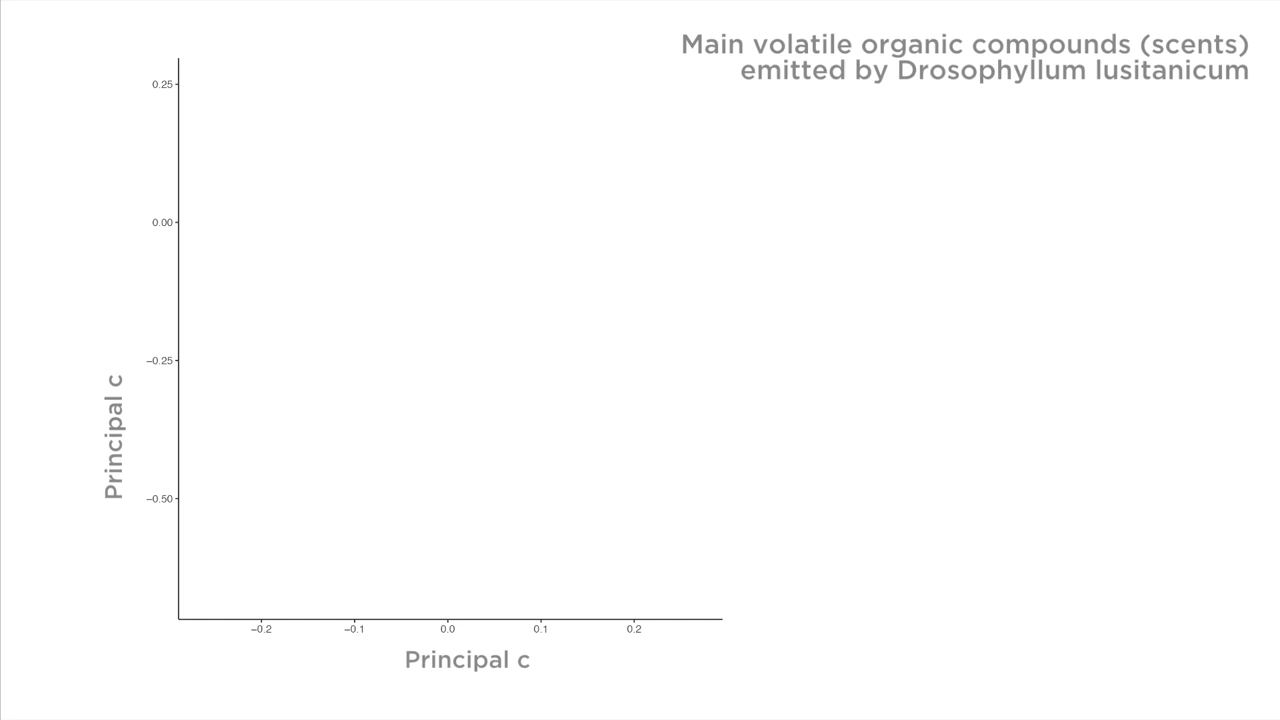 Main volatile organic compounds (scents)
emitted by Drosophyllum lusitanicum
0.25
0.00
−0.25
−0.50
Principal c
−0.2
−0.1
0.0
0.1
0.2
Principal c